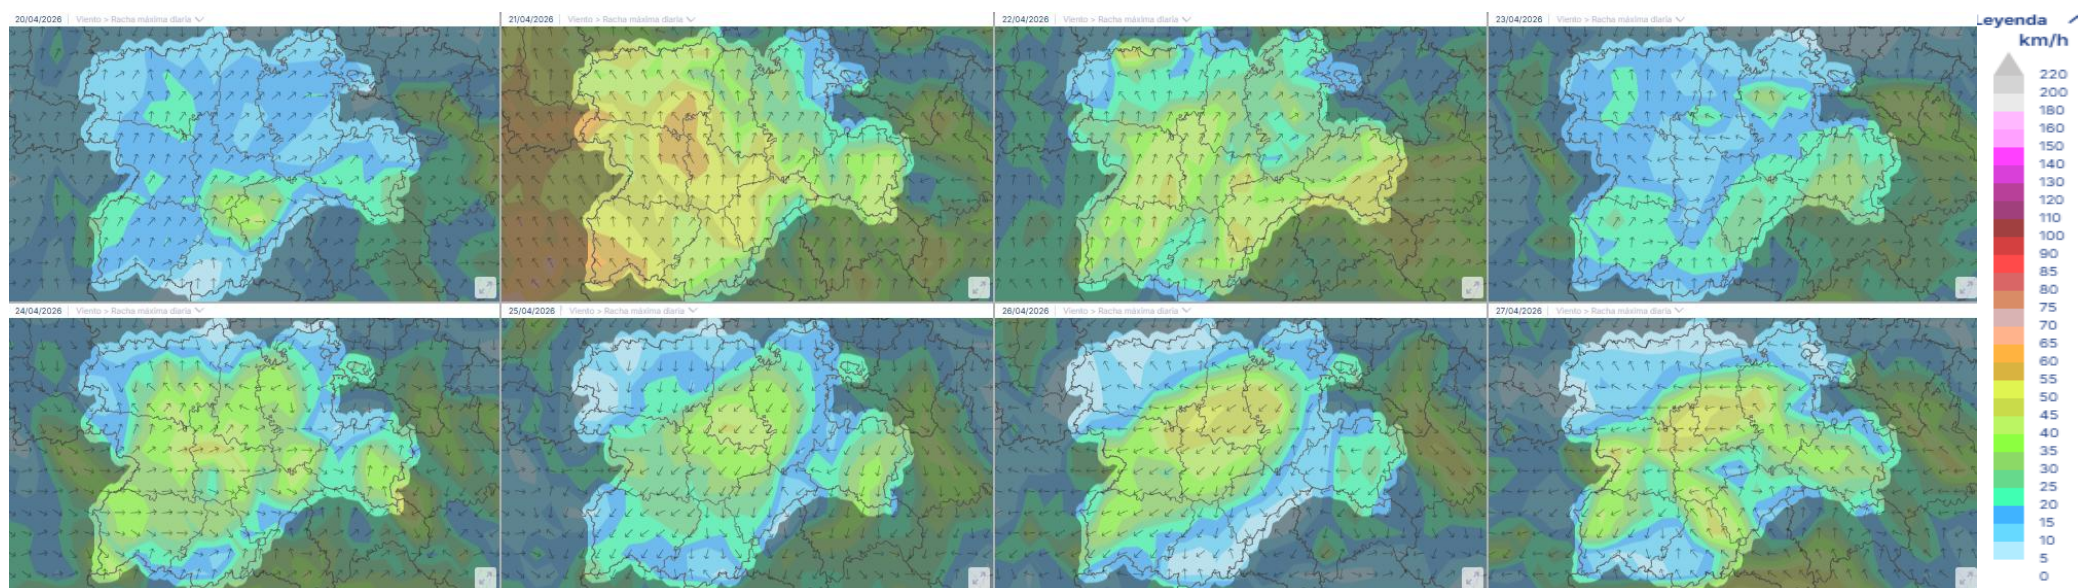 20/04/2026 Viento > Racha máxima diaria
21/04/2026 Viento > Racha máxima diaria
22/04/2026 Viento > Racha máxima diaria
23/04/2026 Viento > Racha máxima diaria
24/04/2026 Viento > Racha máxima diaria
25/04/2026 Viento > Racha máxima diaria
26/04/2026 Viento > Racha máxima diaria
27/04/2026 Viento > Racha máxima diaria
Leyenda
km/h
220
200
180
160
150
140
130
120
110
100
90
85
80
75
70
65
60
55
50
45
40
35
30
25
20
15
10
5
0